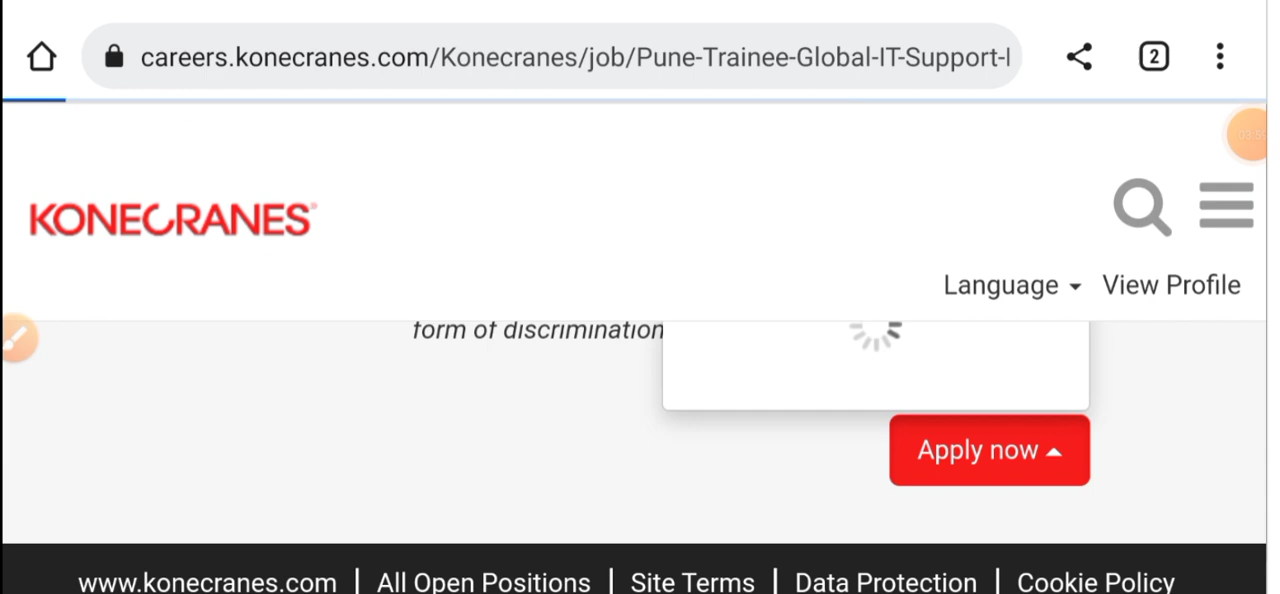 careers.konecranes.com/Konecranes/job/Pune-Trainee-Global-IT-Support-I
2
KONECRANES
Language
View Profile
form of discrimination
Apply now
www.konecranes.com | All Open Positions | Site Terms | Data Protection | Cookie Policy